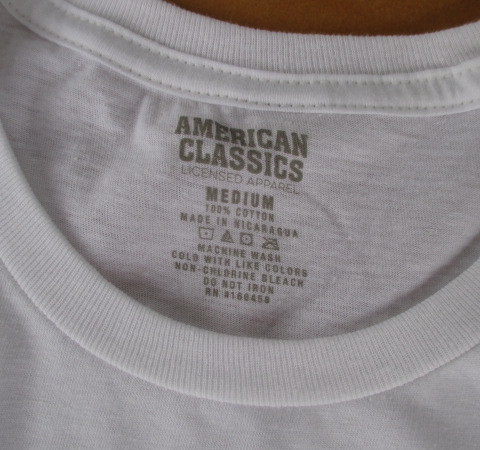 AMERICAN
CLASSICS
LICENSED APPAREL
MEDIUM
100% COTTON
MADE IN NICARAGUA
MACHINE WASH
COLD WITH LIKE COLORS
NON-CHLORINE BLEACH
DO NOT IRON
RN #168458